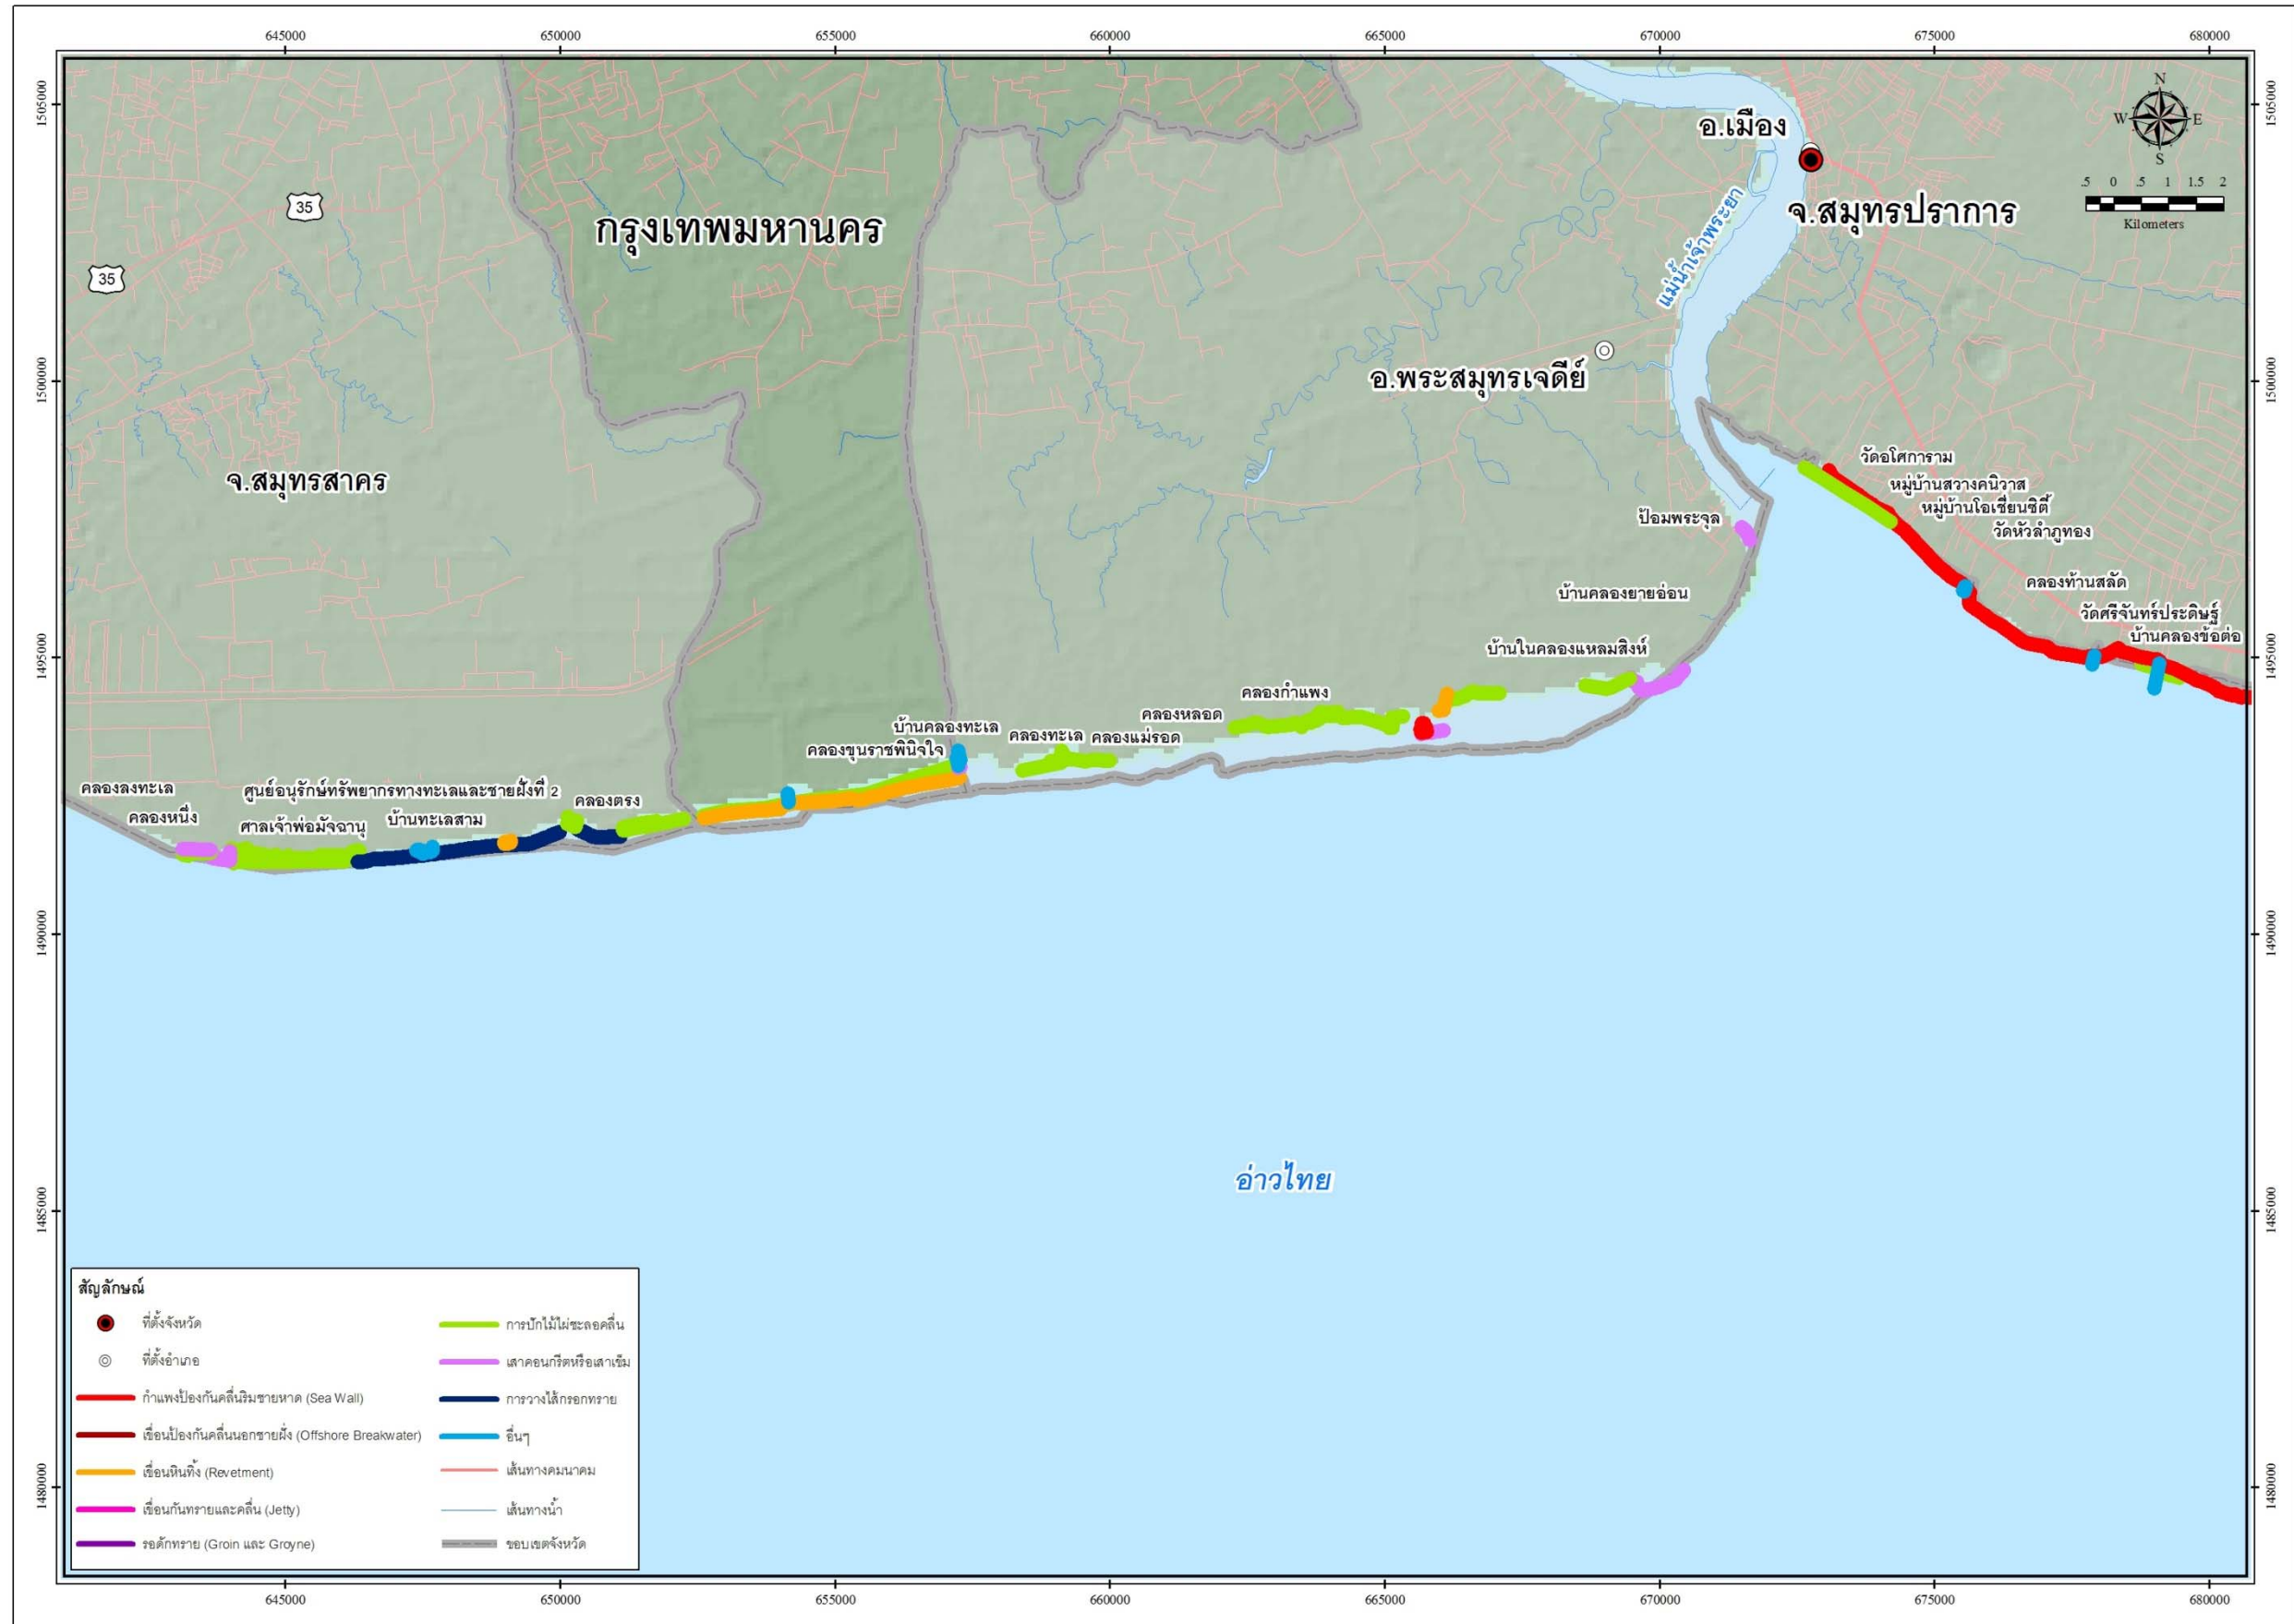 645000 650000 655000 660000 665000 670000 675000 680000
1505000
1500000
1495000
1490000
1485000
1480000
1505000
1500000
1495000
1490000
1485000
1480000
N
W E
S
.5 0 .5 1 1.5 2
Kilometers
35
35
กรุงเทพมหานคร
อ.เมือง
จ.สมุทรปราการ
แม่น้ำเจ้าพระยา
อ.พระสมุทรเจดีย์
จ.สมุทรสาคร
วัดอโศการาม
หมู่บ้านสวางคนิวาส
หมู่บ้านโอเชี่ยนซิตี้
วัดหัวลำภูทอง
ป้อมพระจุล
คลองท้านสลัด
บ้านคลองยายอ่อน
วัดศรีจันทร์ประดิษฐ์
บ้านคลองข้อต่อ
บ้านในคลองแหลมสิงห์
คลองกำแพง
คลองหลอด
บ้านคลองทะเล
คลองทะเล
คลองแม่รอด
คลองขุนราชพินิจใจ
คลองลงทะเล
ศูนย์อนุรักษ์ทรัพยากรทางทะเลและชายฝั่งที่ 2
คลองตรง
คลองหนึ่ง
ศาลเจ้าพ่อมัจฉานุ
บ้านทะเลสาม
อ่าวไทย
สัญลักษณ์
ที่ตั้งจังหวัด
ที่ตั้งอำเภอ
กำแพงป้องกันคลื่นริมชายหาด (Sea Wall)
เขื่อนป้องกันคลื่นนอกชายฝั่ง (Offshore Breakwater)
เขื่อนหินทิ้ง (Revetment)
เขื่อนกันทรายและคลื่น (Jetty)
รอดักทราย (Groin และ Groyne)
การปักไม้ไผ่ชะลอคลื่น
เสาคอนกรีตหรือเสาเข็ม
การวางไส้กรอกทราย
อื่นๆ
เส้นทางคมนาคม
เส้นทางน้ำ
ขอบเขตจังหวัด
645000 650000 655000 660000 665000 670000 675000 680000